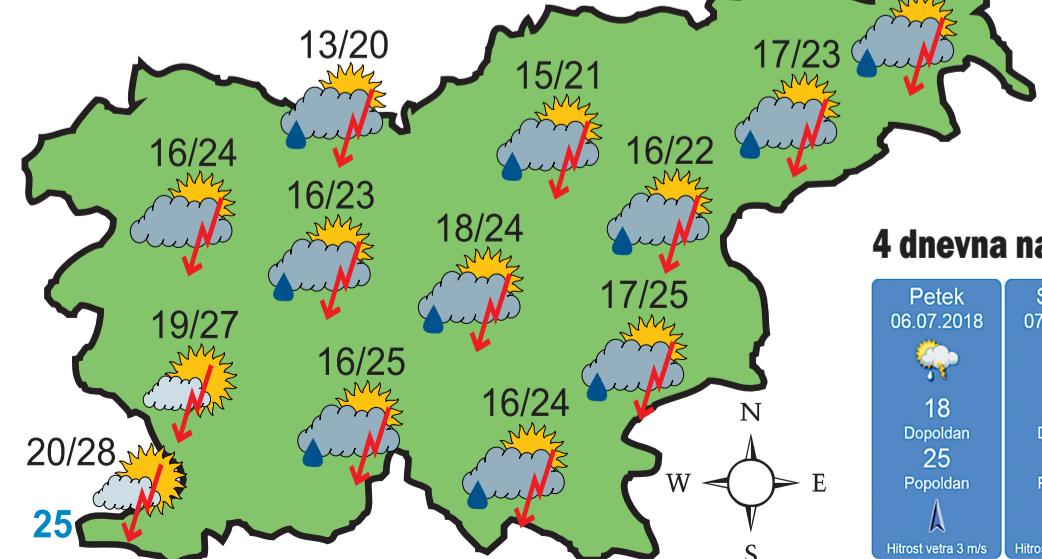 13/20
15/21
17/23
16/24
16/22
16/23
18/24
17/25
19/27
16/25
16/24
20/28
25
N
W
E
S
4 dnevna
Petek
06.07.2018
18
Dopoldan
25
Popoldan
Hitrost vetra 3 m/s